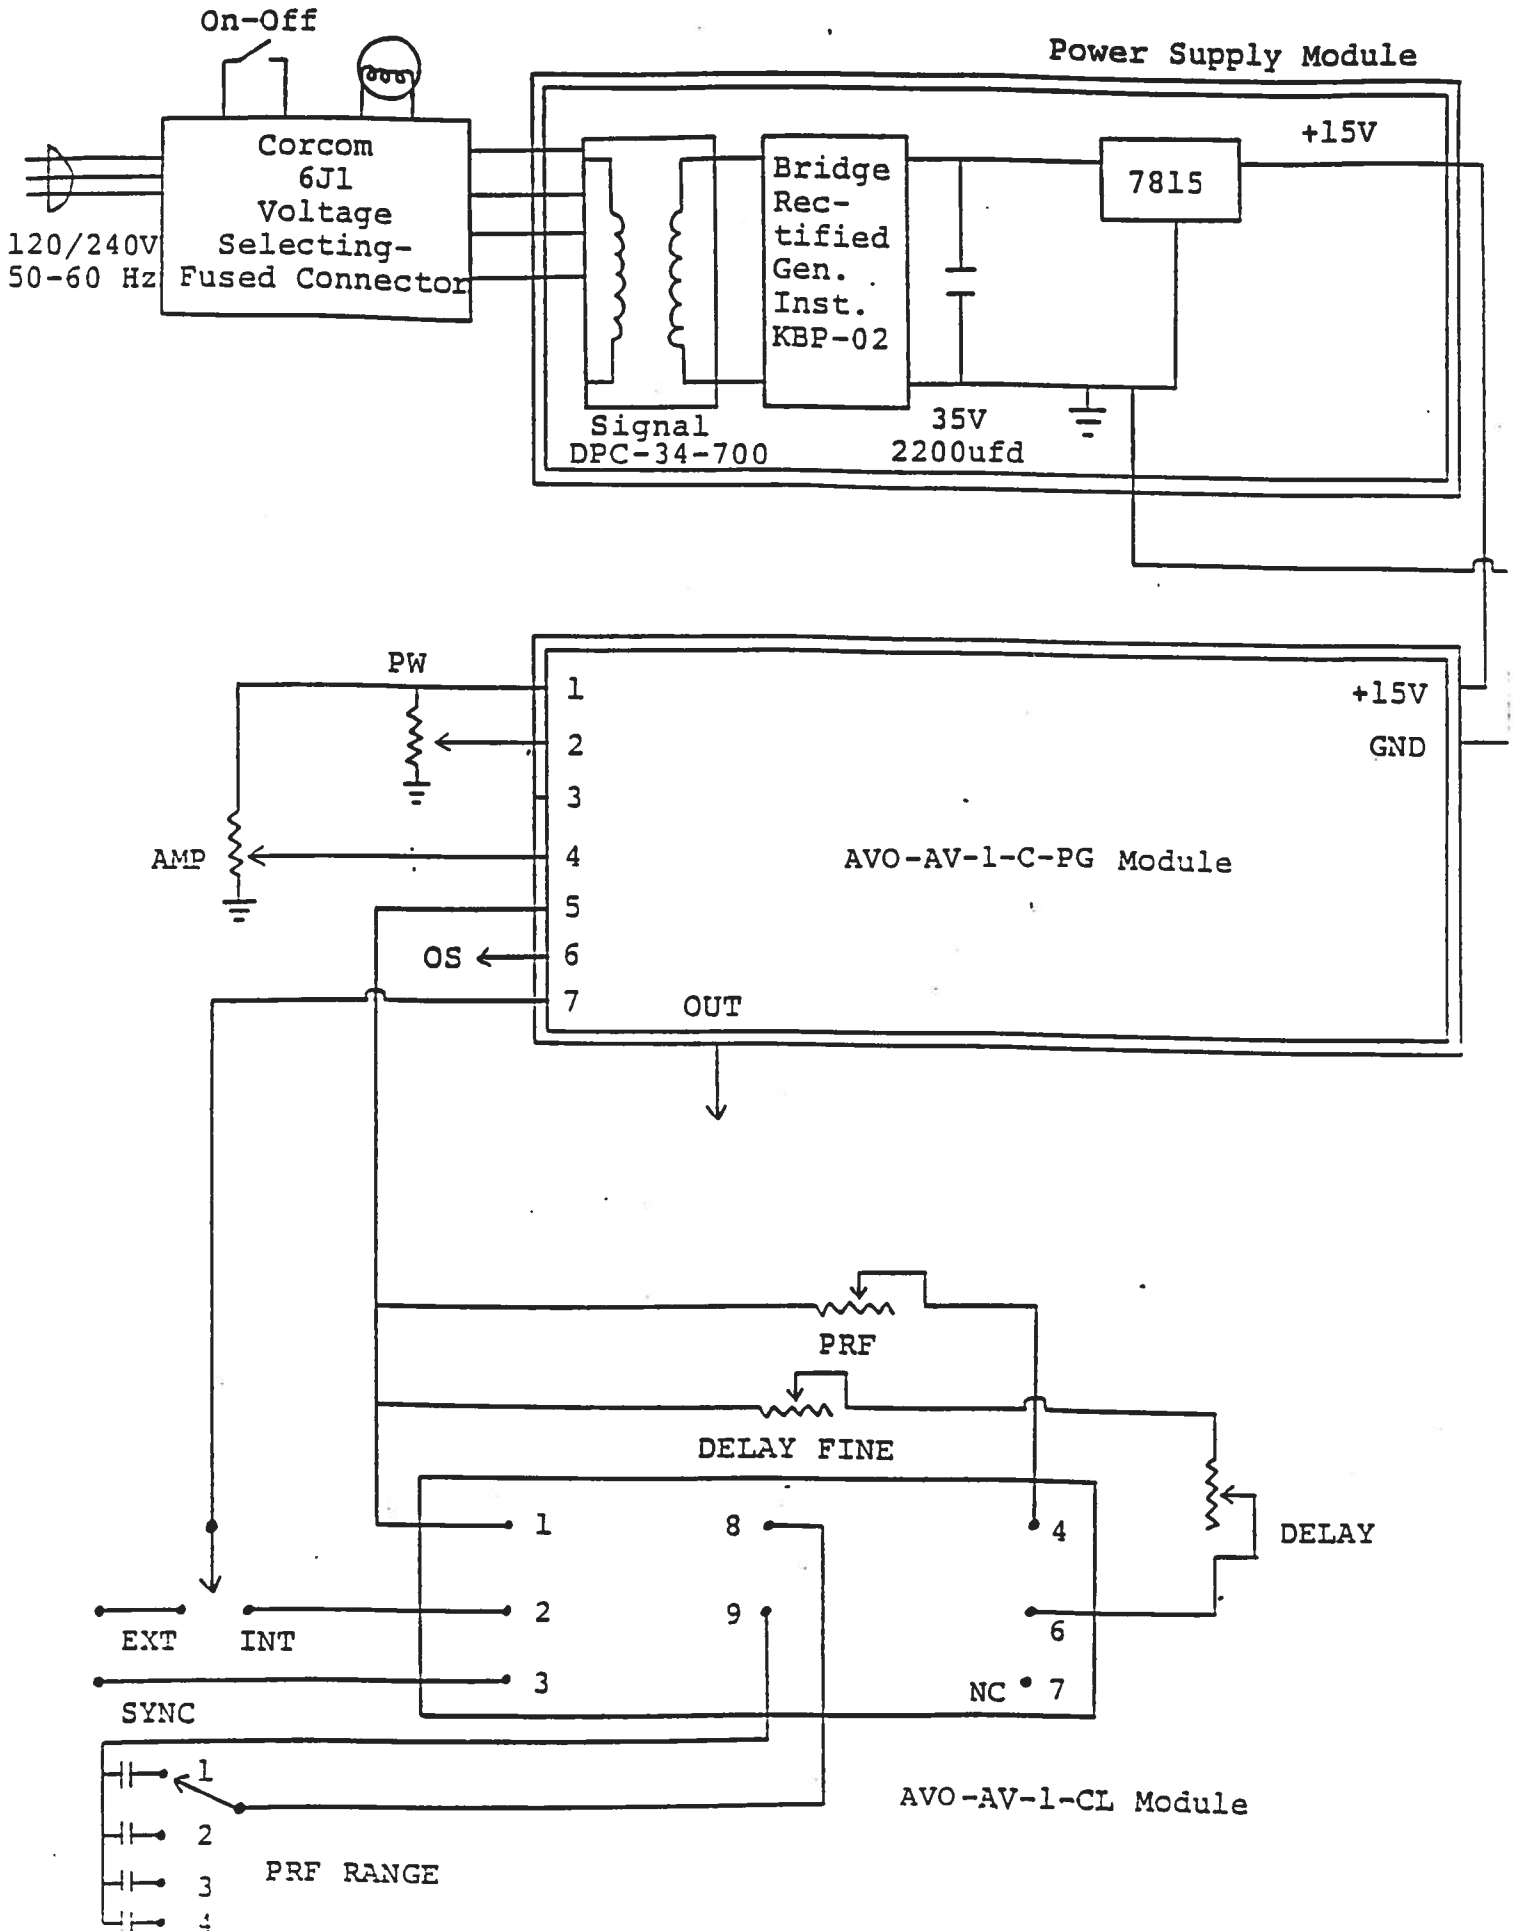 On-Off
Power Supply Module
Corcom
6J1
Voltage
Selecting-
Fused Connector
120/240V
50-60 Hz
Bridge
Rec-
tified
Gen.
Inst.
KBP-02
7815
+15V
Signal
DPC-34-700
35V
2200ufd
PW
AMP
OS
1
2
3
4
5
6
7
OUT
+15V
GND
AVO-AV-1-C-PG Module
PRF
DELAY FINE
DELAY
1
2
3
8
9
4
6
NC 7
EXT
INT
SYNC
1
2
3
PRF RANGE
AVO-AV-1-CL Module